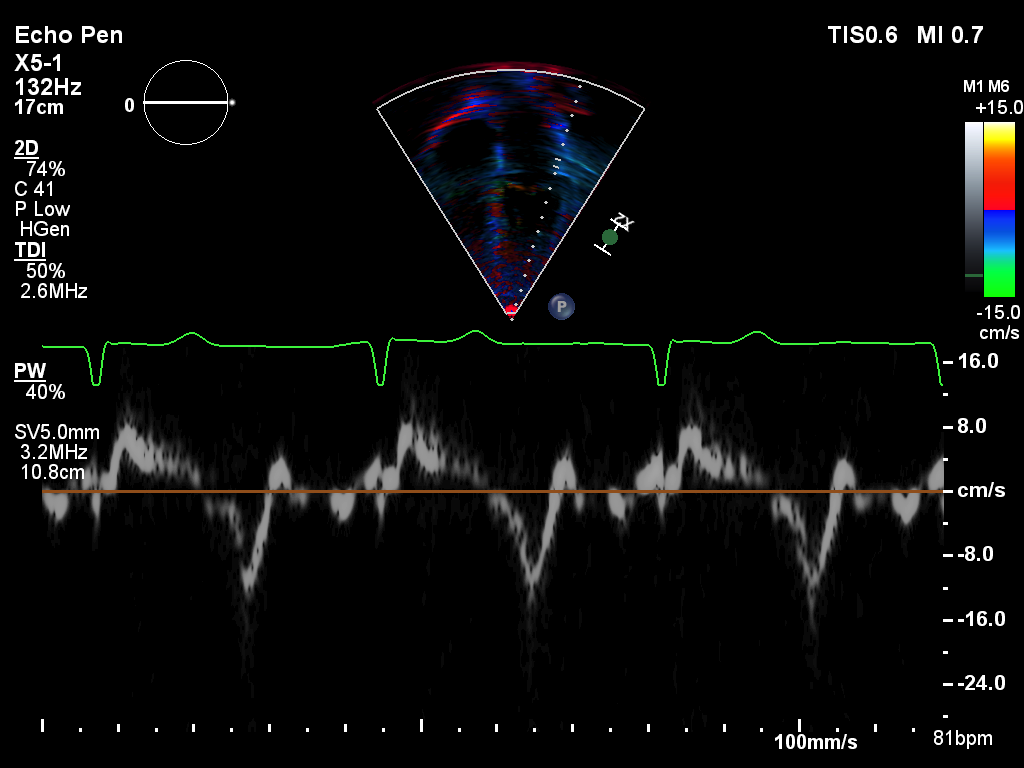 Echo Pen
TIS0.6 MI 0.7
X5-1
132Hz
17cm
0
M1 M6
+15.0
2D
74%
C 41
P Low
HGen
TDI
50%
2.6MHz
P
-15.0
cm/s
PW
40%
SV5.0mm
3.2MHz
10.8cm
16.0
8.0
cm/s
-8.0
-16.0
-24.0
100mm/s
81bpm